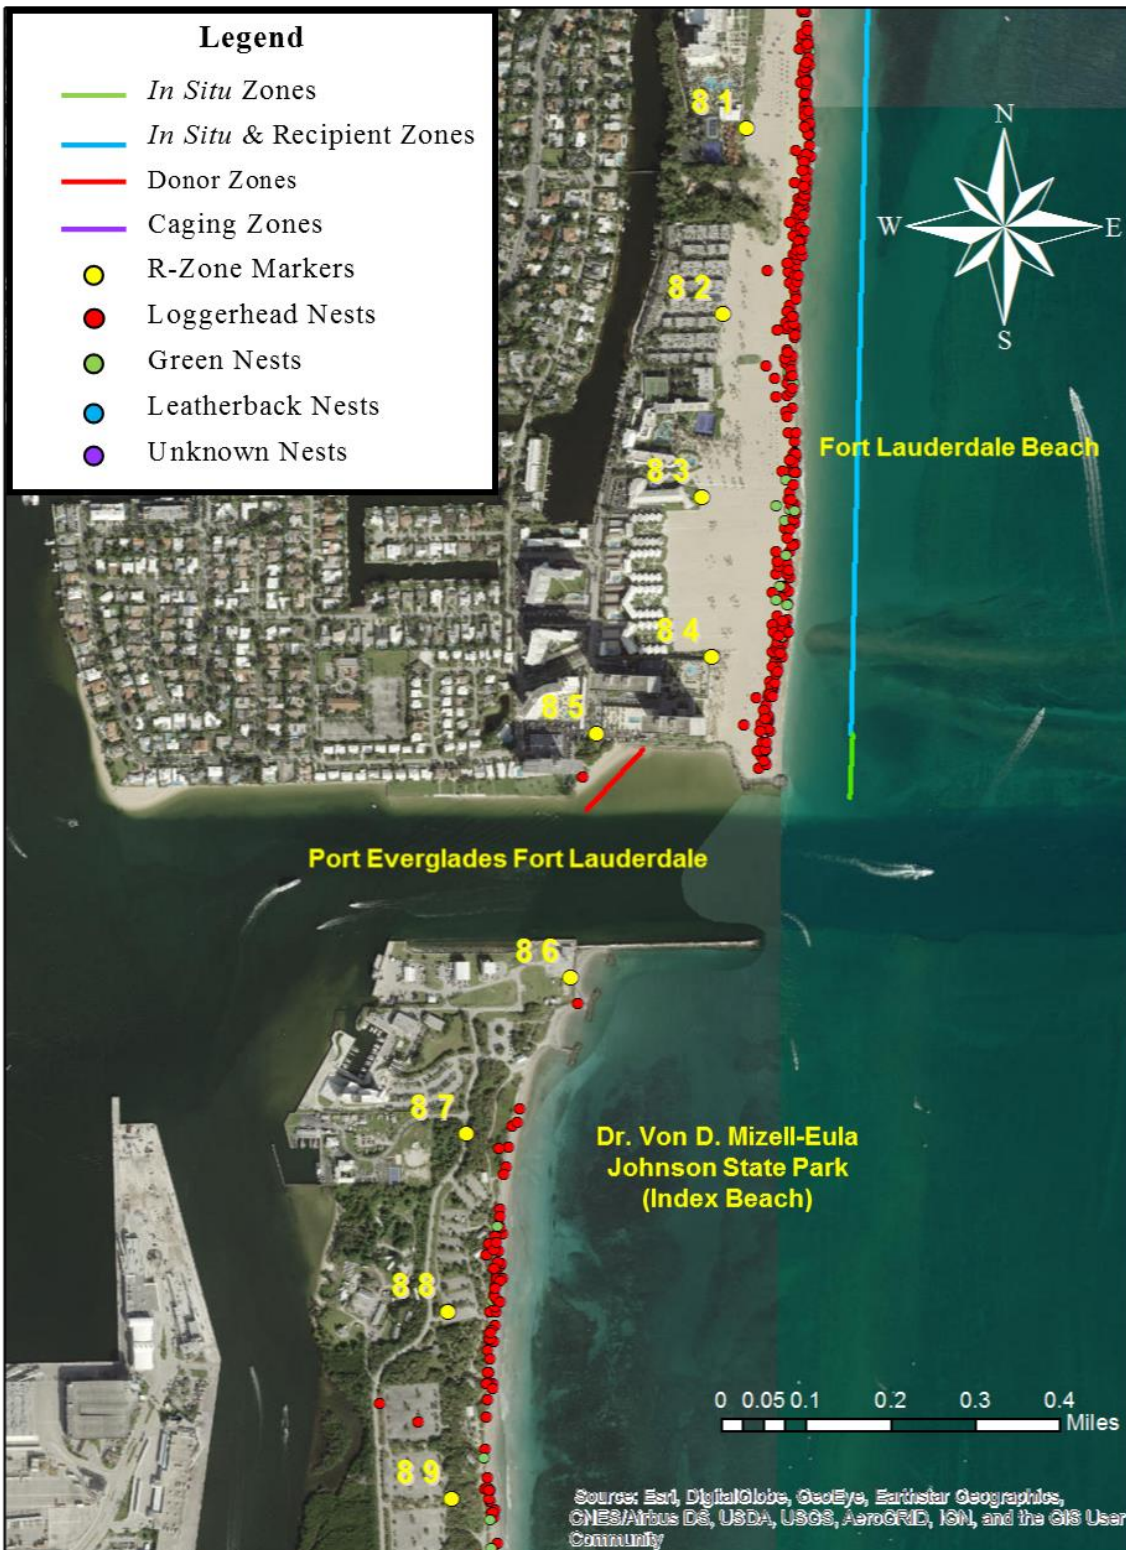 Legend
In Situ Zones
In Situ & Recipient Zones
Donor Zones
Caging Zones
R-Zone Markers
Loggerhead Nests
Green Nests
Leatherback Nests
Unknown Nests
81
N
W E
S
82
Fort Lauderdale Beach
83
84
85
Port Everglades Fort Lauderdale
86
87
Dr. Von D. Mizell-Eula
Johnson State Park
(Index Beach)
88
0 0.05 0.1 0.2 0.3 0.4
Miles
89
Source: Esri, DigitalGlobe, GeoEye, Earthstar Geographics,
CNES/Airbus DS, USDA, USGS, AeroGRID, IGN, and the GIS User
Community